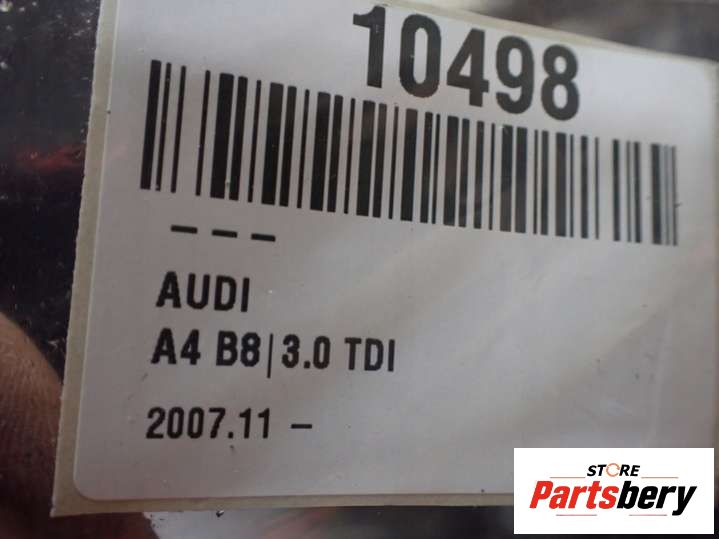 10498
---
AUDI
A4 B8|3.0 TDI
2007.11 -
STORE
Partsbery